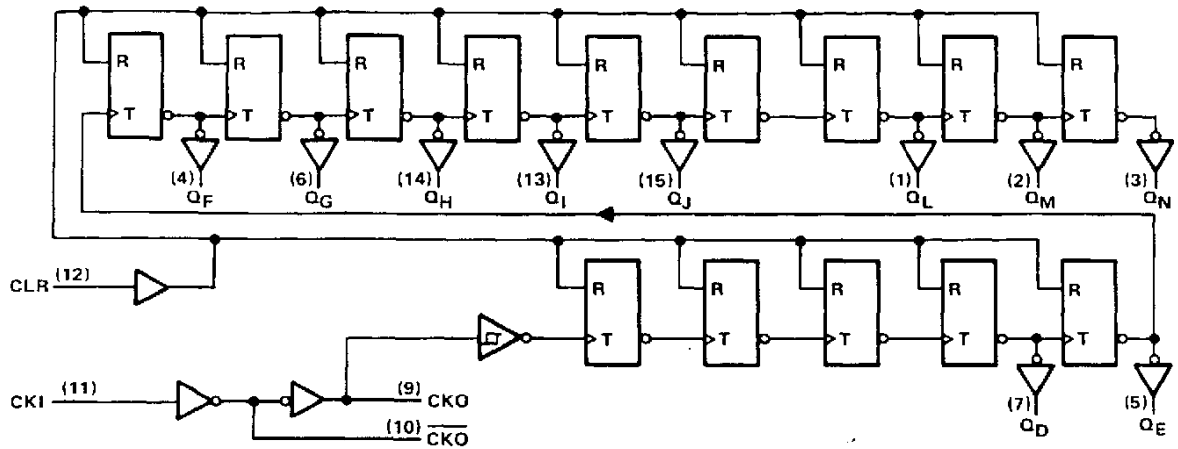 R R R R R R R R R
T T T T T T T T T
(4) (6) (14) (13) (15) (1) (2) (3)
QF QG QH QI QJ QL QM QN
CLR (12)
R R R R R
T T T T T
CKI (11)
(9) CKO
(10) C̅K̅O̅
(7) (5)
QD QE